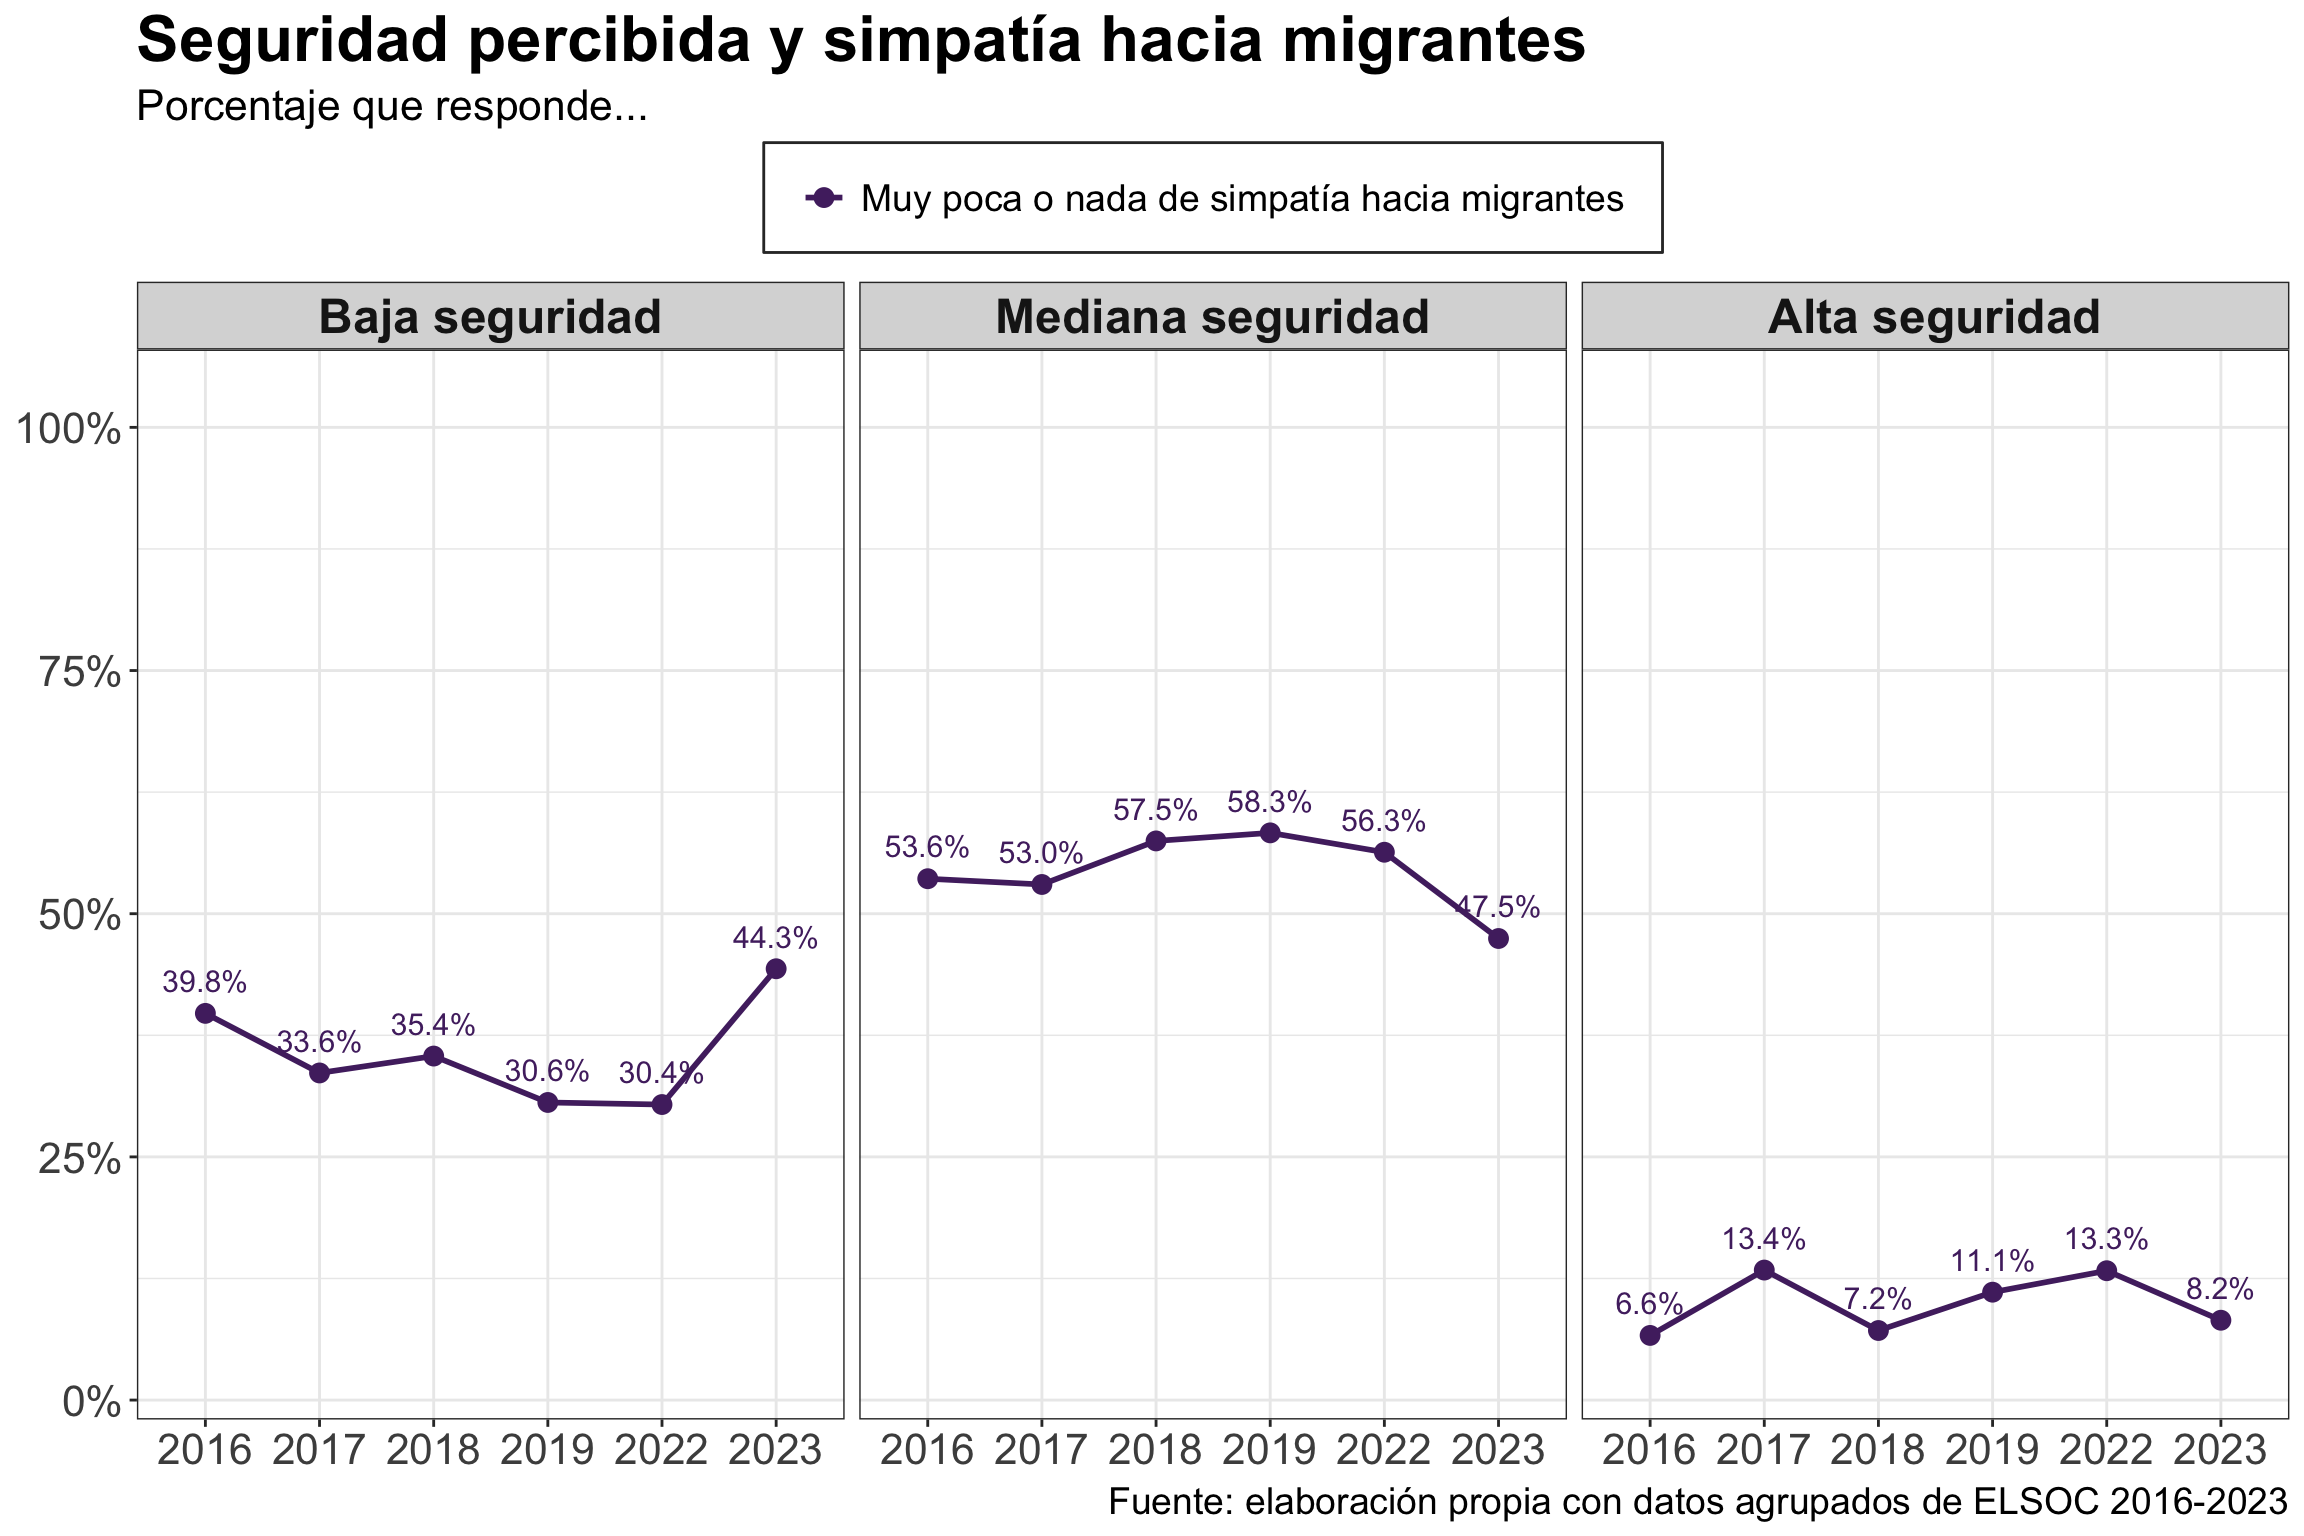 Seguridad percibida y simpatía hacia migrantes
Porcentaje que responde...
Muy poca o nada de simpatía hacia migrantes
Baja seguridad
Mediana seguridad
Alta seguridad
100%
75%
50%
25%
0%
39.8%
33.6%
35.4%
30.6%
30.4%
44.3%
53.6%
53.0%
57.5%
58.3%
56.3%
47.5%
6.6%
13.4%
7.2%
11.1%
13.3%
8.2%
2016 2017 2018 2019 2022 2023
2016 2017 2018 2019 2022 2023
2016 2017 2018 2019 2022 2023
Fuente: elaboración propia con datos agrupados de ELSOC 2016-2023